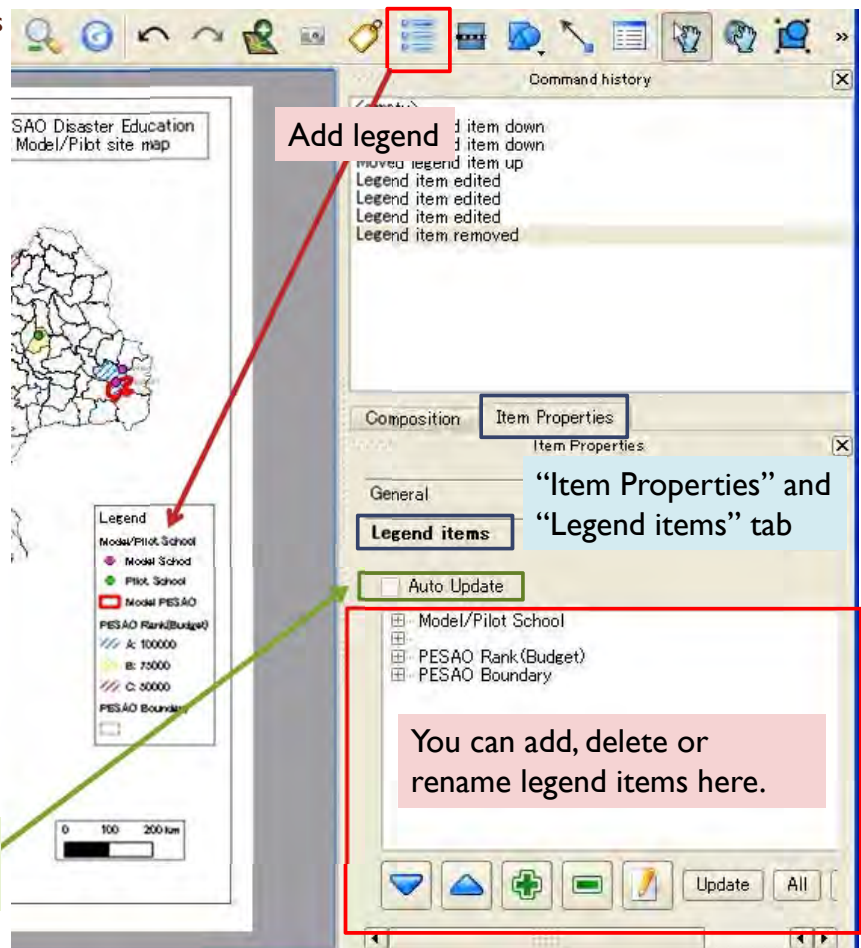 s
»
SAO Disaster Education
Model/Pilot site map
Add legend
Command history
d item down
d item down
Moved legend item up
Legend item edited
Legend item edited
Legend item edited
Legend item removed
Composition
Item Properties
Item Properties
General
"Item Properties" and
"Legend items" tab
Legend items
Auto Update
Model/Pilot School
PESAO Rank(Budget)
PESAO Boundary
You can add, delete or
rename legend items here.
Update
All
Legend
Model/Pilot School
Model School
Pilot School
Model PESAO
PESAO Rank(Budget)
A: 100000
B: 75000
C: 50000
PESAO Boundary
0 100 200 km